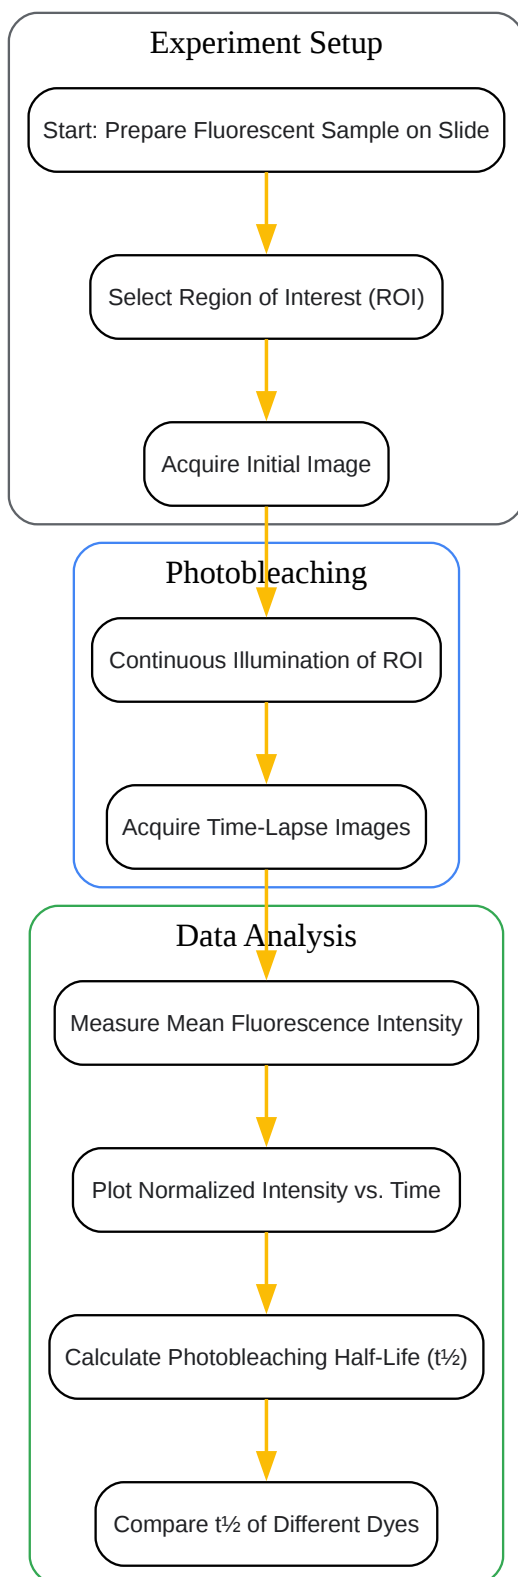 Experiment Setup
Start: Prepare Fluorescent Sample on Slide
Select Region of Interest (ROI)
Acquire Initial Image
Photobleaching
Continuous Illumination of ROI
Acquire Time-Lapse Images
Data Analysis
Measure Mean Fluorescence Intensity
Plot Normalized Intensity vs. Time
Calculate Photobleaching Half-Life (t½)
Compare t½ of Different Dyes